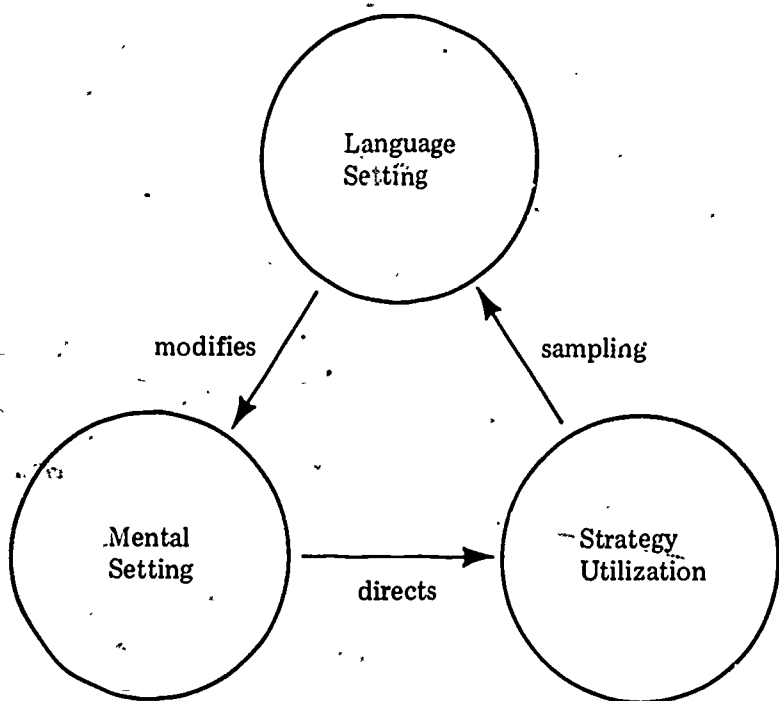 Language
Setting
modifies
sampling
Mental
Setting
directs
Strategy
Utilization